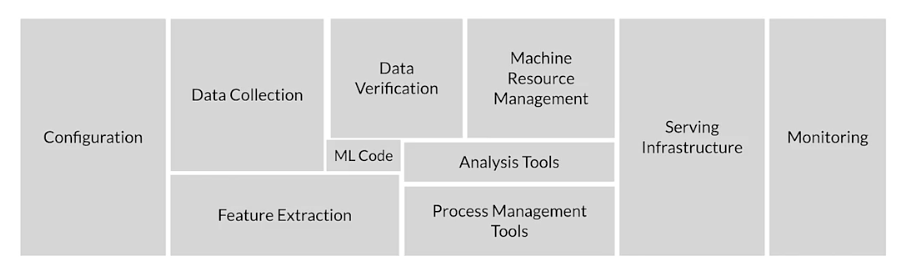 Configuration
Data Collection
Data
Verification
Machine
Resource
Management
Serving
Infrastructure
Monitoring
ML Code
Analysis Tools
Feature Extraction
Process Management
Tools